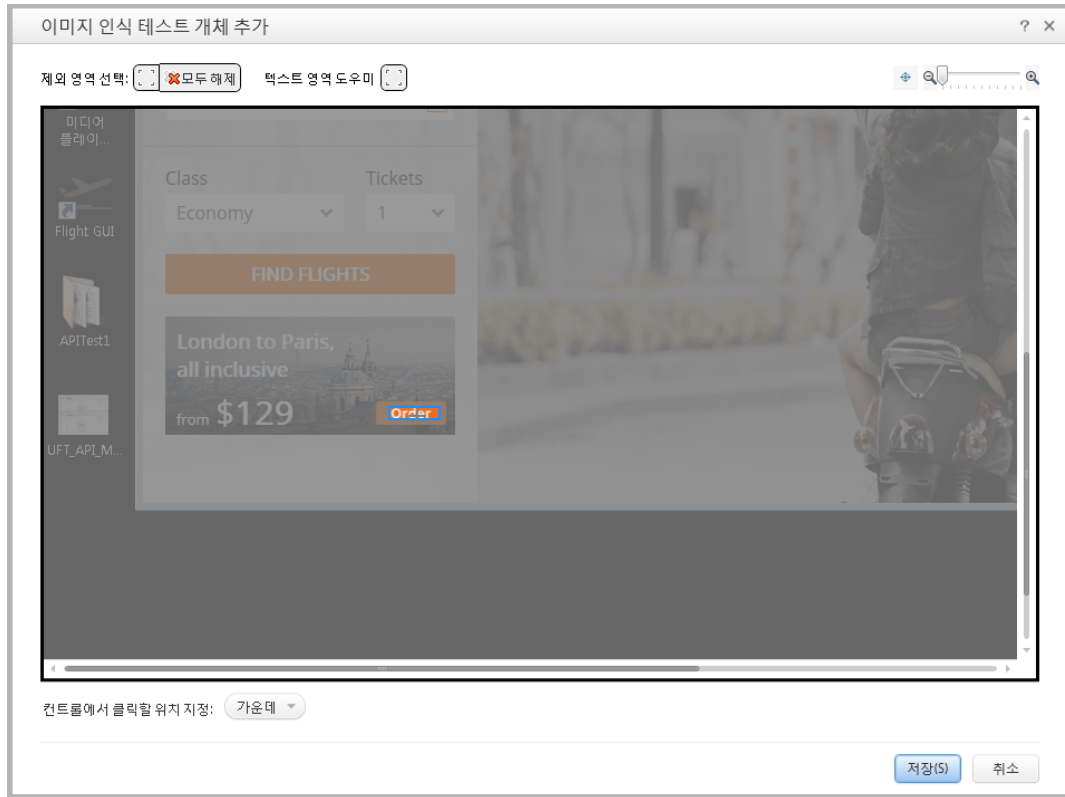 이미지 인식 테스트 개체 추가
제외 영역 선택: 모두 해제 텍스트 영역 도우미
미디어
플레이...
Class Tickets
Economy 1
Flight GUI
FIND FLIGHTS
APITest1
London to Paris,
all inclusive
from $129 Order
UFT_API_M...
컨트롤에서 클릭할 위치 지정: 가운데
저장(S) 취소